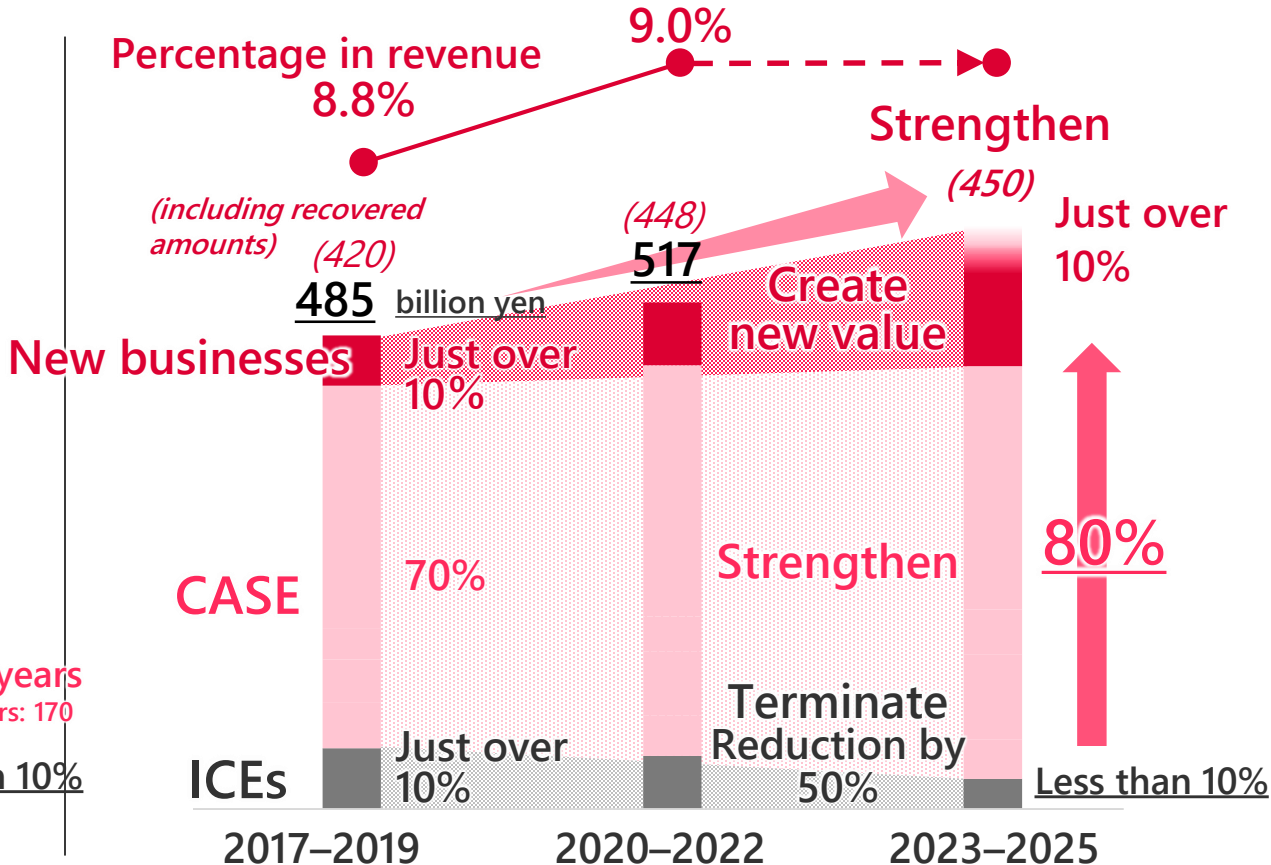 Percentage in revenue
8.8%
9.0%
Strengthen
(including recovered
amounts)
(420)
485 billion yen
(448)
517
(450)
Just over
10%
New businesses
Just over
10%
Create
new value
CASE
70%
Strengthen
80%
years
170
ICEs
Just over
10%
Terminate
Reduction by
50%
Less than 10%
10%
2017–2019
2020–2022
2023–2025